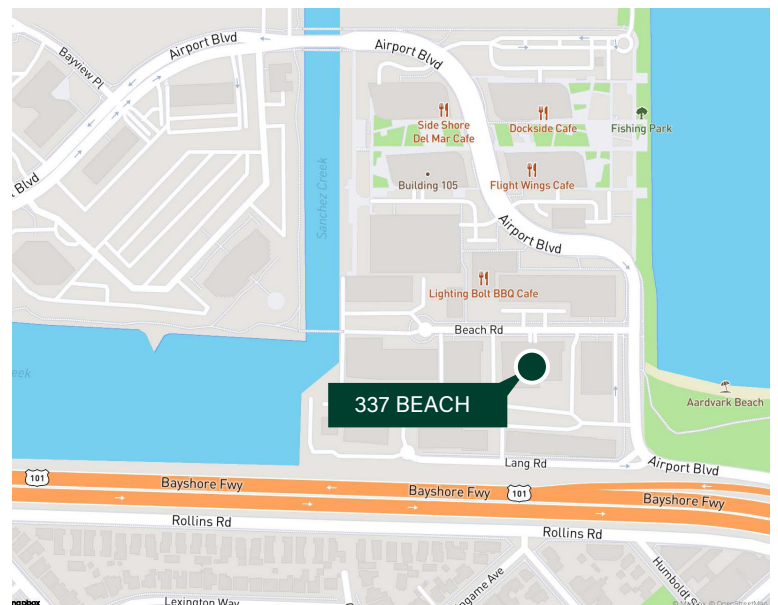 Airport Blvd
Airport Blvd
Bayview Pl
Side Shore
Del Mar Cafe
Dockside Cafe
Fishing Park
Building 105
Flight Wings Cafe
Blvd
Sanchez Creek
Airport Blvd
Lighting Bolt BBQ Cafe
Beach Rd
337 BEACH
Aardvark Beach
Lang Rd
Airport Blvd
101
Bayshore Fwy
Bayshore Fwy
101
Bayshore Fwy
Rollins Rd
Rollins Rd
Lexington Way
Humboldt